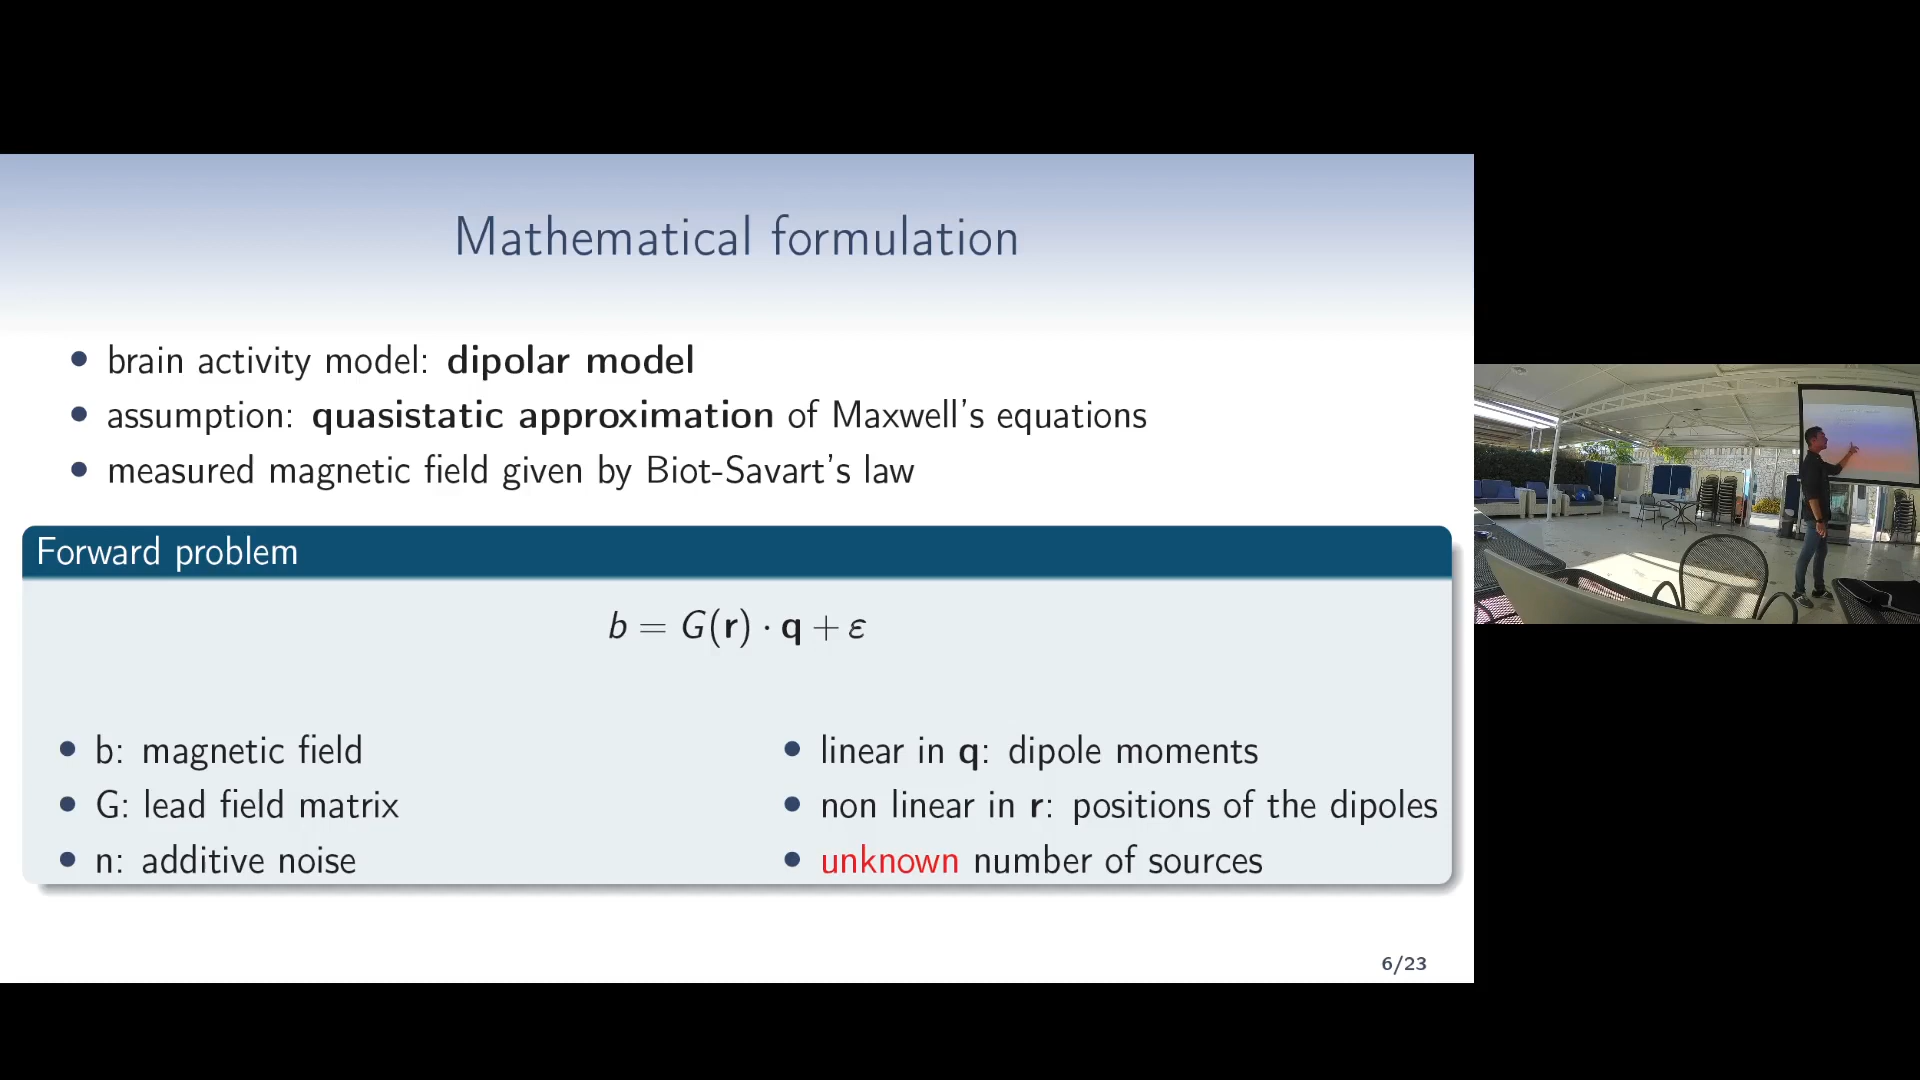 Mathematical formulation
• brain activity model: dipolar model
• assumption: quasistatic approximation of Maxwell's equations
• measured magnetic field given by Biot-Savart's law
Forward problem
b = G(r) · q + ε
• b: magnetic field
• G: lead field matrix
• n: additive noise
• linear in q: dipole moments
• non linear in r: positions of the dipoles
• unknown number of sources
6/23